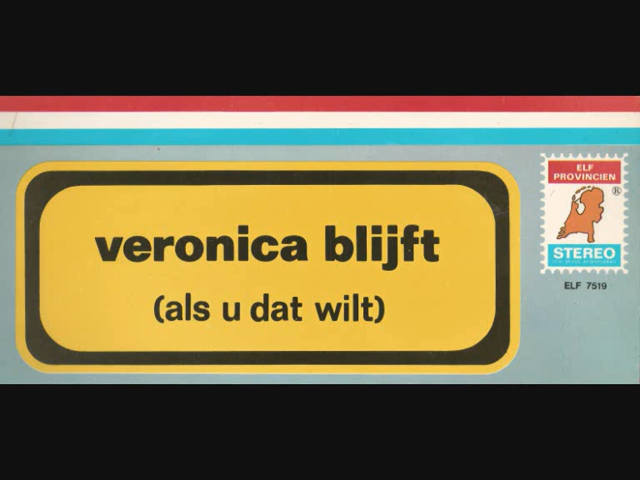 veronica blijft
(als u dat wilt)
ELF
PROVINCIEN
®
STEREO
ELF 7519